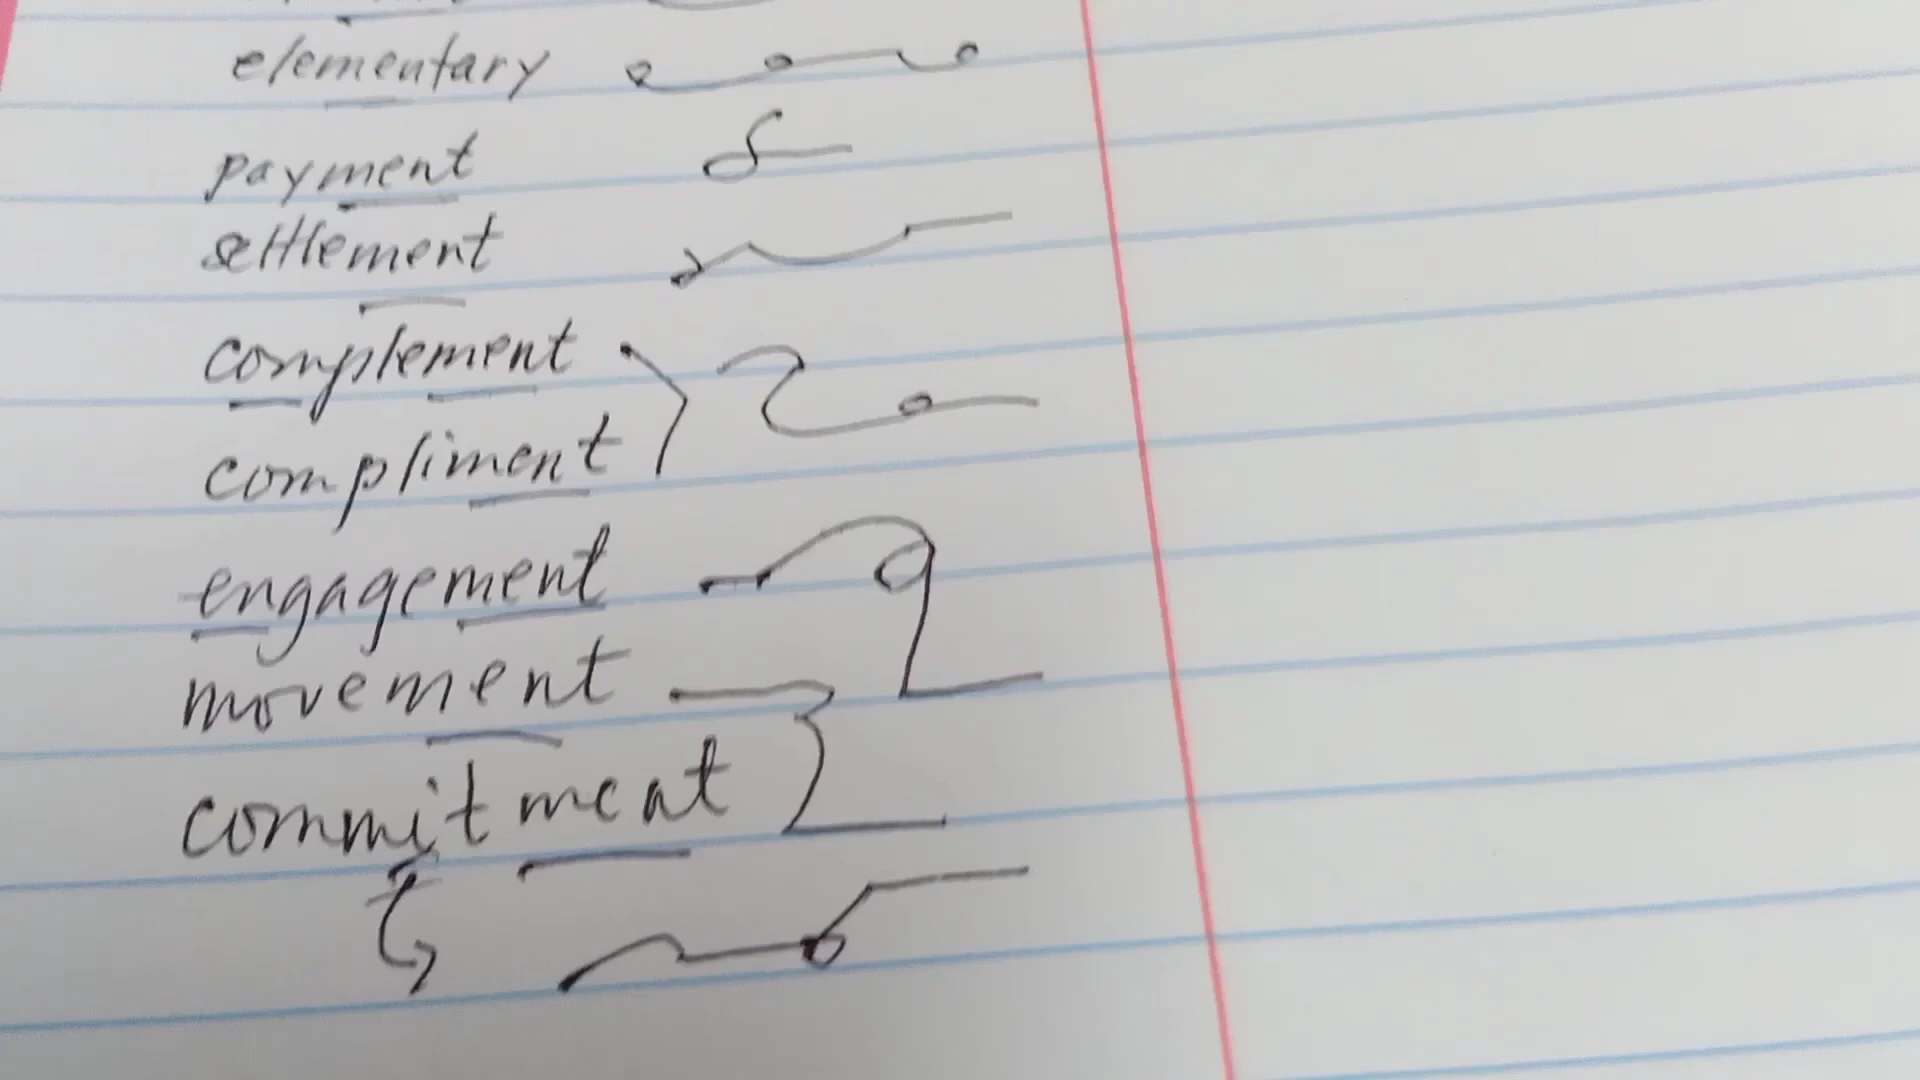 elementary
payment
settlement
complement
compliment
engagement
movement
commitment